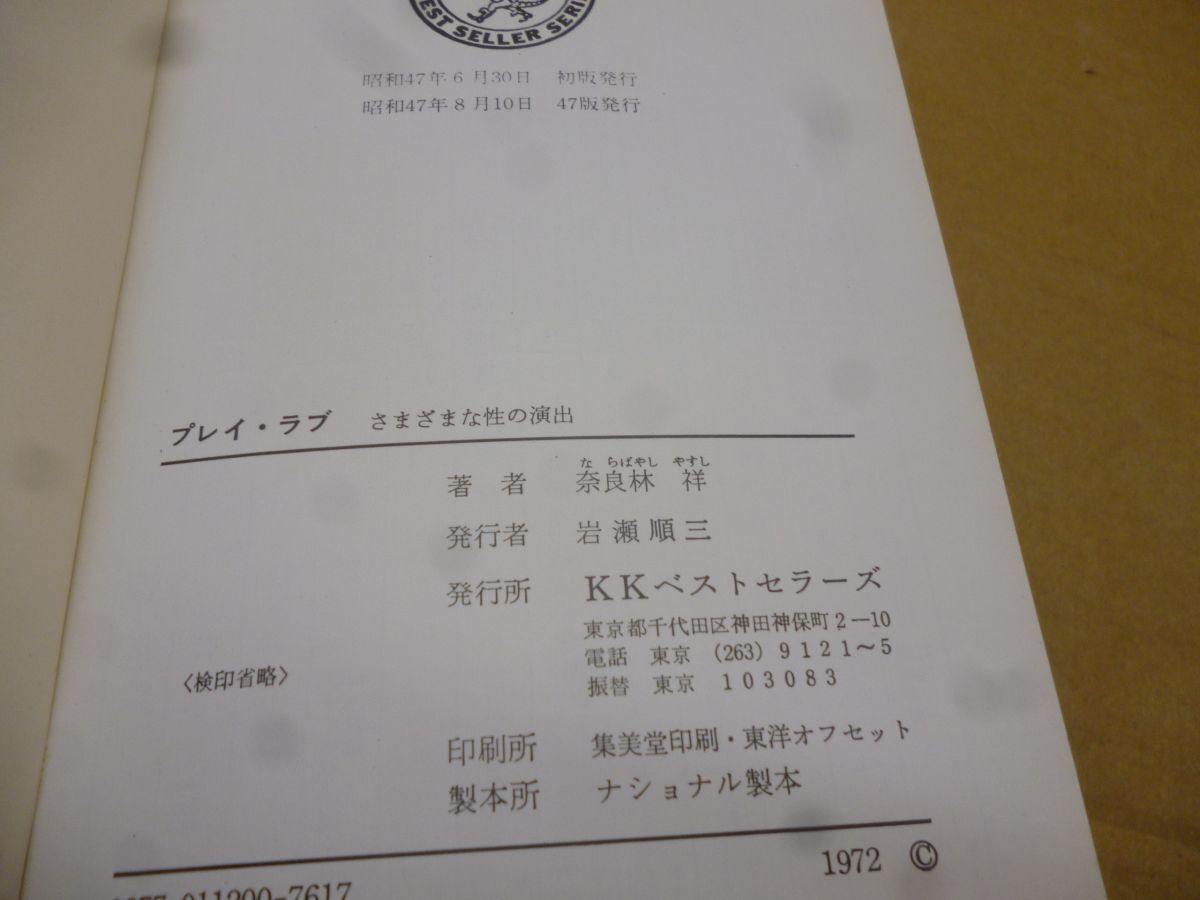 EST SELLER SERI
昭和47年6月30日 初版発行
昭和47年8月10日 47版発行
プレイ・ラブ さまざまな性の演出
な らばやし やすし
著者 奈良林 祥
発行者 岩瀬順三
発行所 KKベストセラーズ
東京都千代田区神田神保町2-10
電話 東京 (263) 9121~5
〈検印省略〉
振替 東京 103083
印刷所 集美堂印刷・東洋オフセット
製本所 ナショナル製本
1972 ©
-011200-7617